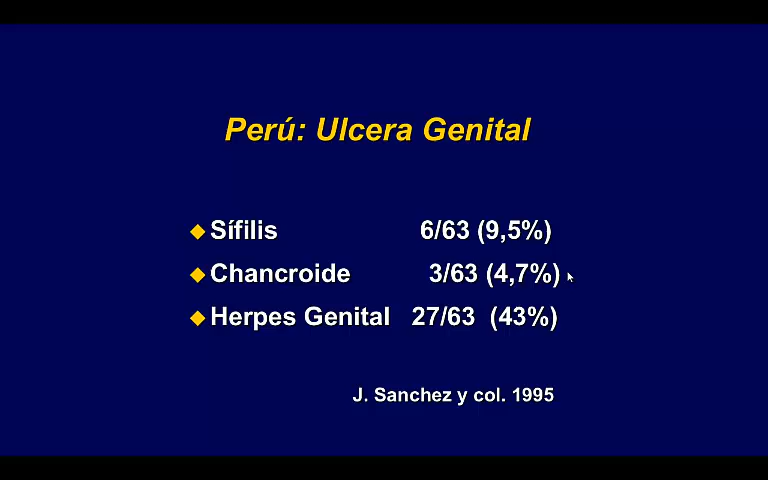 Perú: Ulcera Genital
Sífilis 6/63 (9,5%)
Chancroide 3/63 (4,7%)
Herpes Genital 27/63 (43%)
J. Sanchez y col. 1995